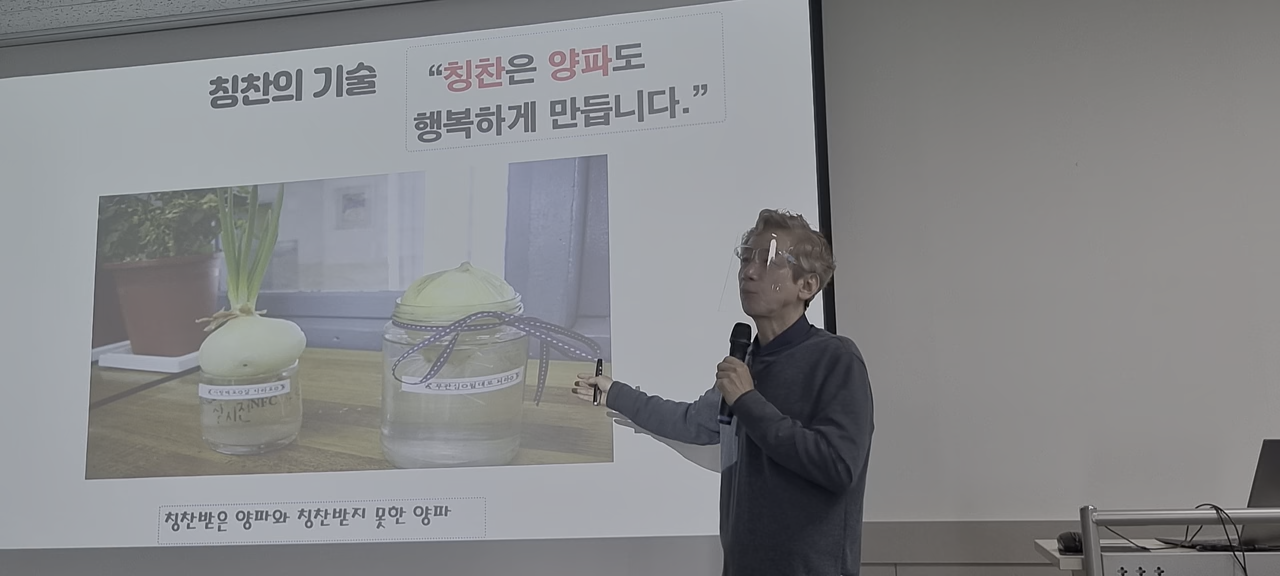 칭찬의 기술
“칭찬은 양파도
행복하게 만듭니다.”
칭찬받은 양파와 칭찬받지 못한 양파